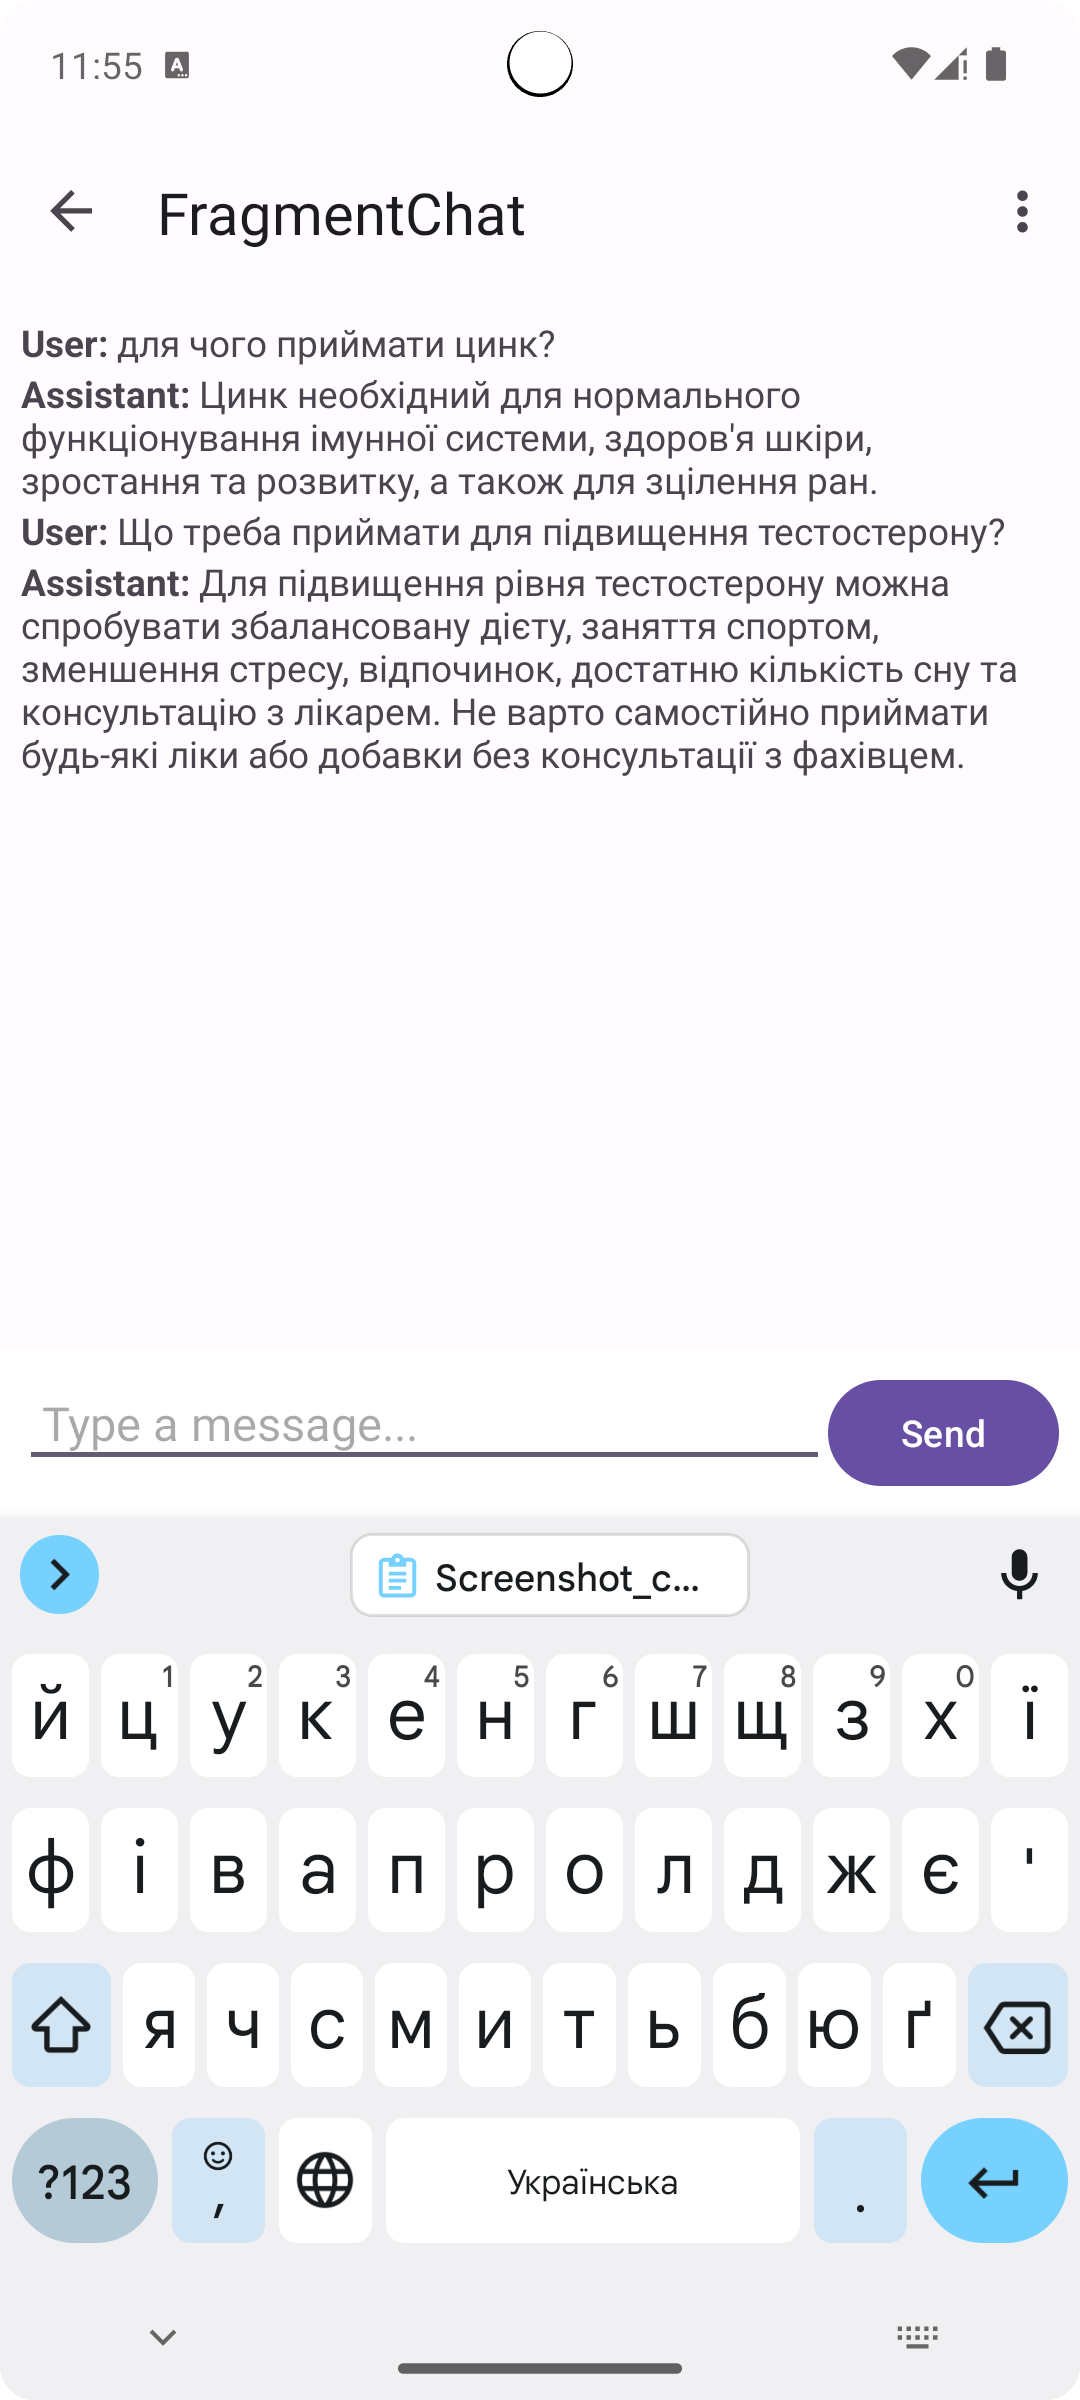 11:55
FragmentChat
User: для чого приймати цинк?
Assistant: Цинк необхідний для нормального
функціонування імунної системи, здоров'я шкіри,
зростання та розвитку, а також для зцілення ран.
User: Що треба приймати для підвищення тестостерону?
Assistant: Для підвищення рівня тестостерону можна
спробувати збалансовану дієту, заняття спортом,
зменшення стресу, відпочинок, достатню кількість сну та
консультацію з лікарем. Не варто самостійно приймати
будь-які ліки або добавки без консультації з фахівцем.
Type a message...
Send
Screenshot_c...
й ц 1 у 2 к 3 е 4 н 5 г 6 ш 7 щ 8 з 9 х 0 ї
ф і в а п р о л д ж є '
я ч с м и т ь б ю ґ
?123 , Українська .